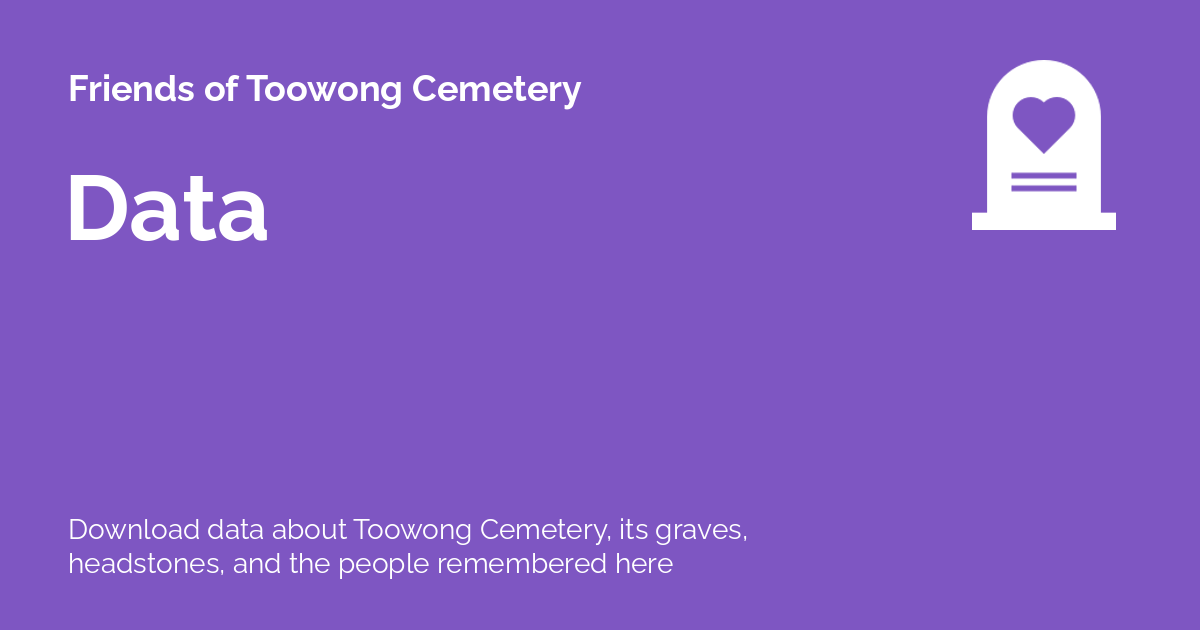 Friends of Toowong Cemetery
Data
Download data about Toowong Cemetery, its graves,
headstones, and the people remembered here